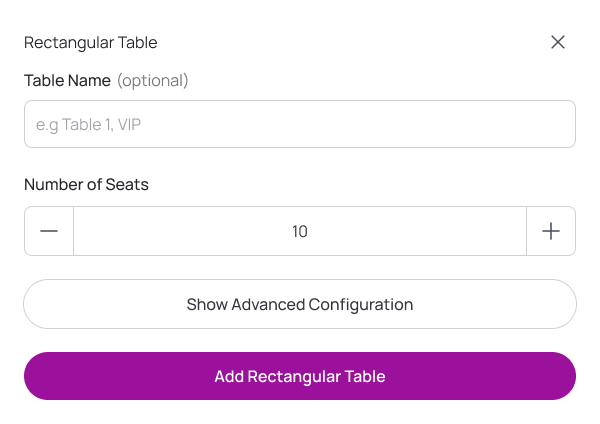 Rectangular Table
Table Name (optional)
e.g Table 1, VIP
Number of Seats
10
Show Advanced Configuration
Add Rectangular Table